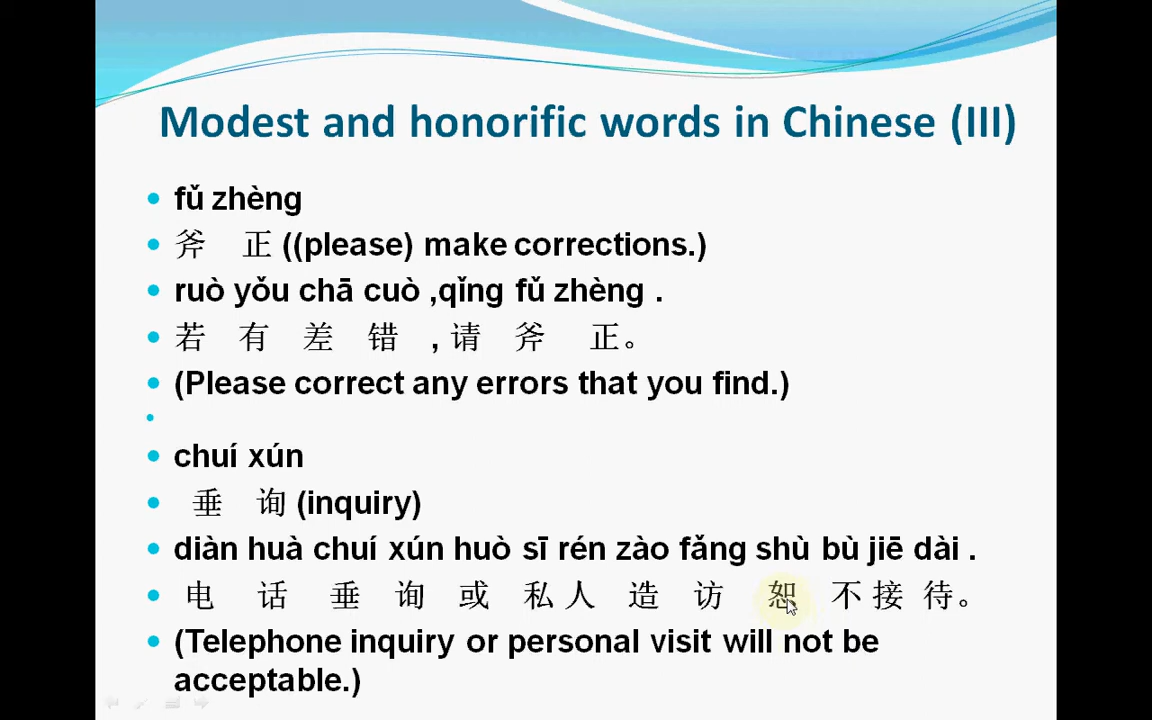 Modest and honorific words in Chinese (III)
fǔ zhèng
斧 正 ((please) make corrections.)
ruò yǒu chā cuò ,qǐng fǔ zhèng .
若 有 差 错 , 请 斧 正。
(Please correct any errors that you find.)
chuí xún
垂 询 (inquiry)
diàn huà chuí xún huò sī rén zào fǎng shù bù jiē dài .
电 话 垂 询 或 私 人 造 访 恕 不 接 待。
(Telephone inquiry or personal visit will not be
acceptable.)